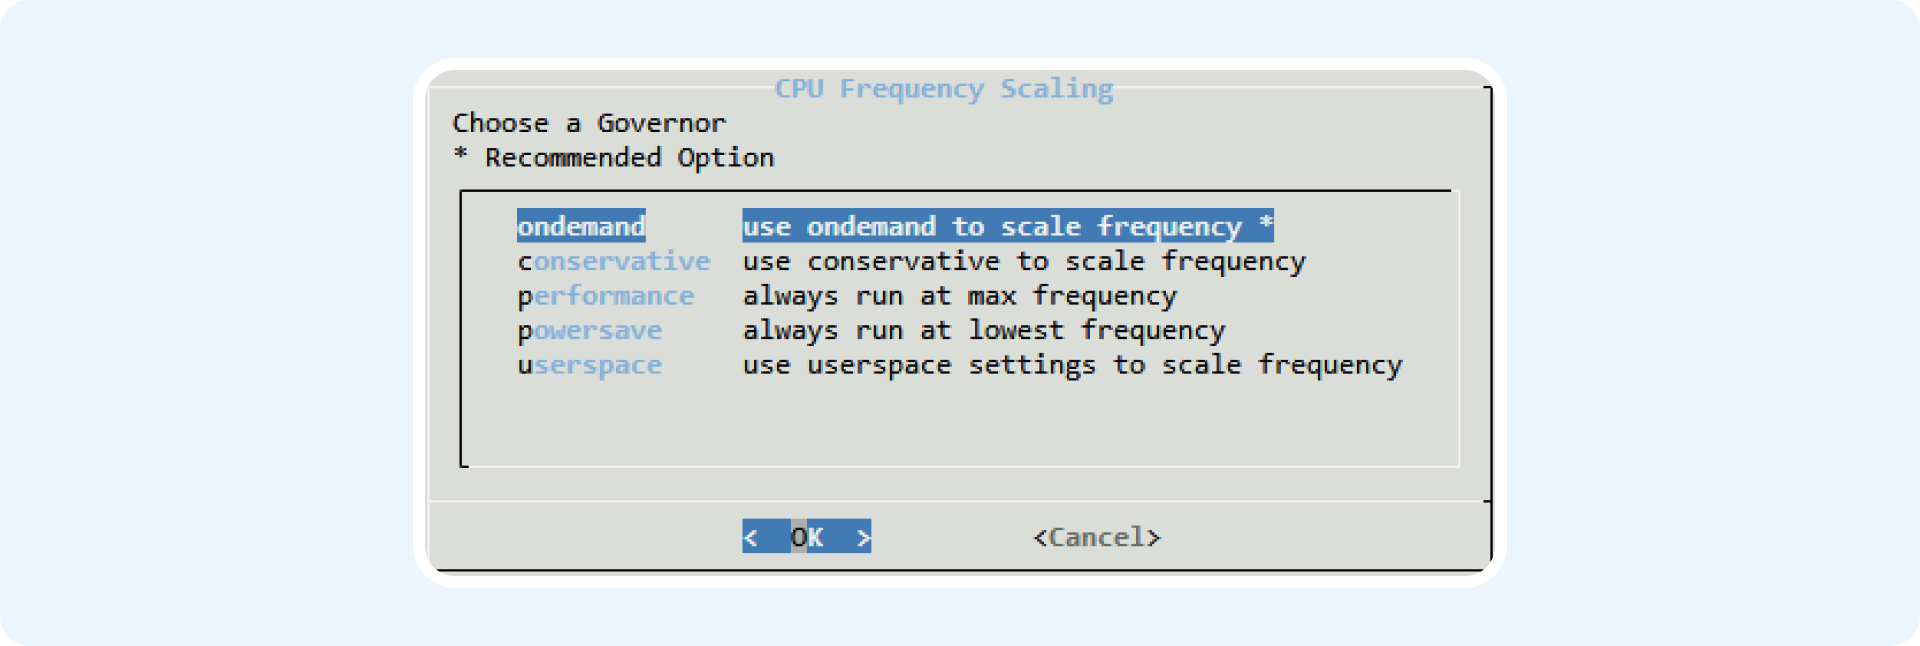 CPU Frequency Scaling
Choose a Governor
* Recommended Option
ondemand use ondemand to scale frequency *
conservative use conservative to scale frequency
performance always run at max frequency
powersave always run at lowest frequency
userspace use userspace settings to scale frequency
< OK > <Cancel>